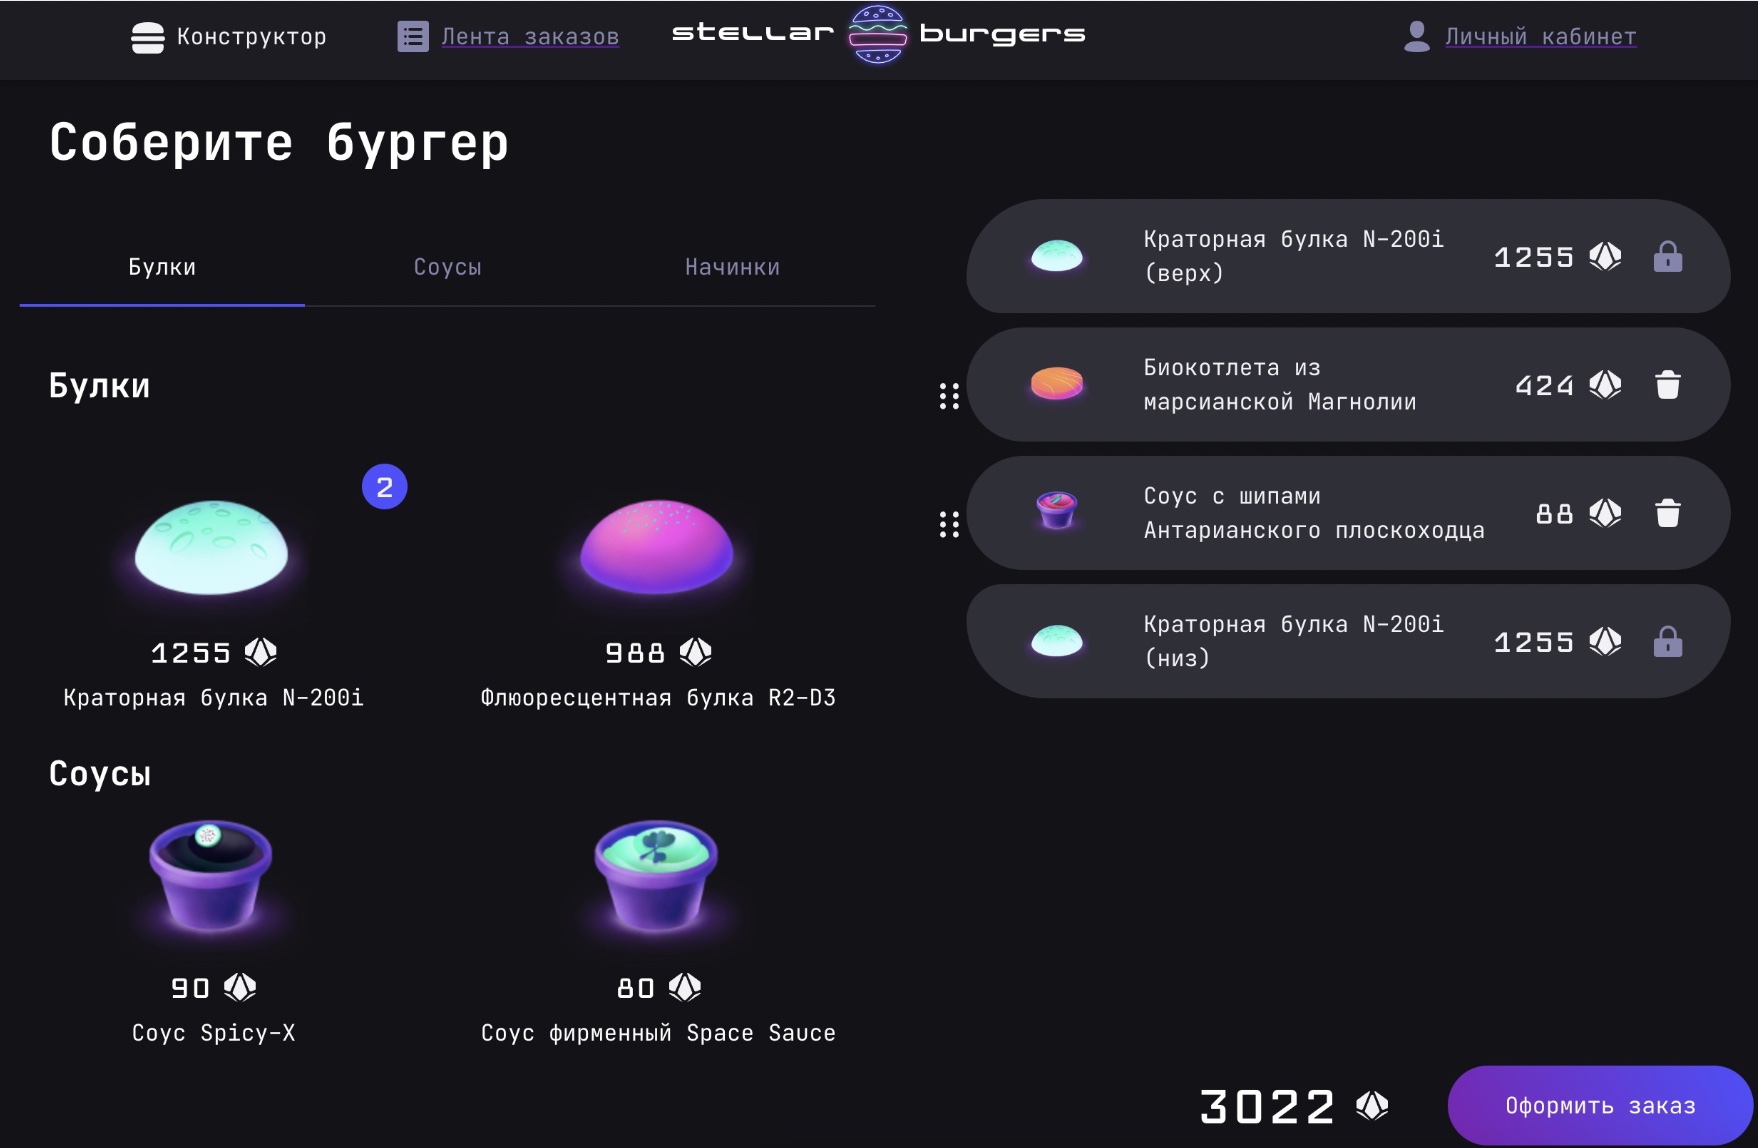 Конструктор
Лента заказов
stellar burgers
Личный кабинет
Соберите бургер
Булки
Соусы
Начинки
Булки
2
1255
Краторная булка N-200i
988
Флюоресцентная булка R2-D3
Соусы
90
Соус Spicy-X
80
Соус фирменный Space Sauce
Краторная булка N-200i
(верх)
1255
Биокотлета из
марсианской Магнолии
424
Соус с шипами
Антарианского плоскоходца
88
Краторная булка N-200i
(низ)
1255
3022
Оформить заказ